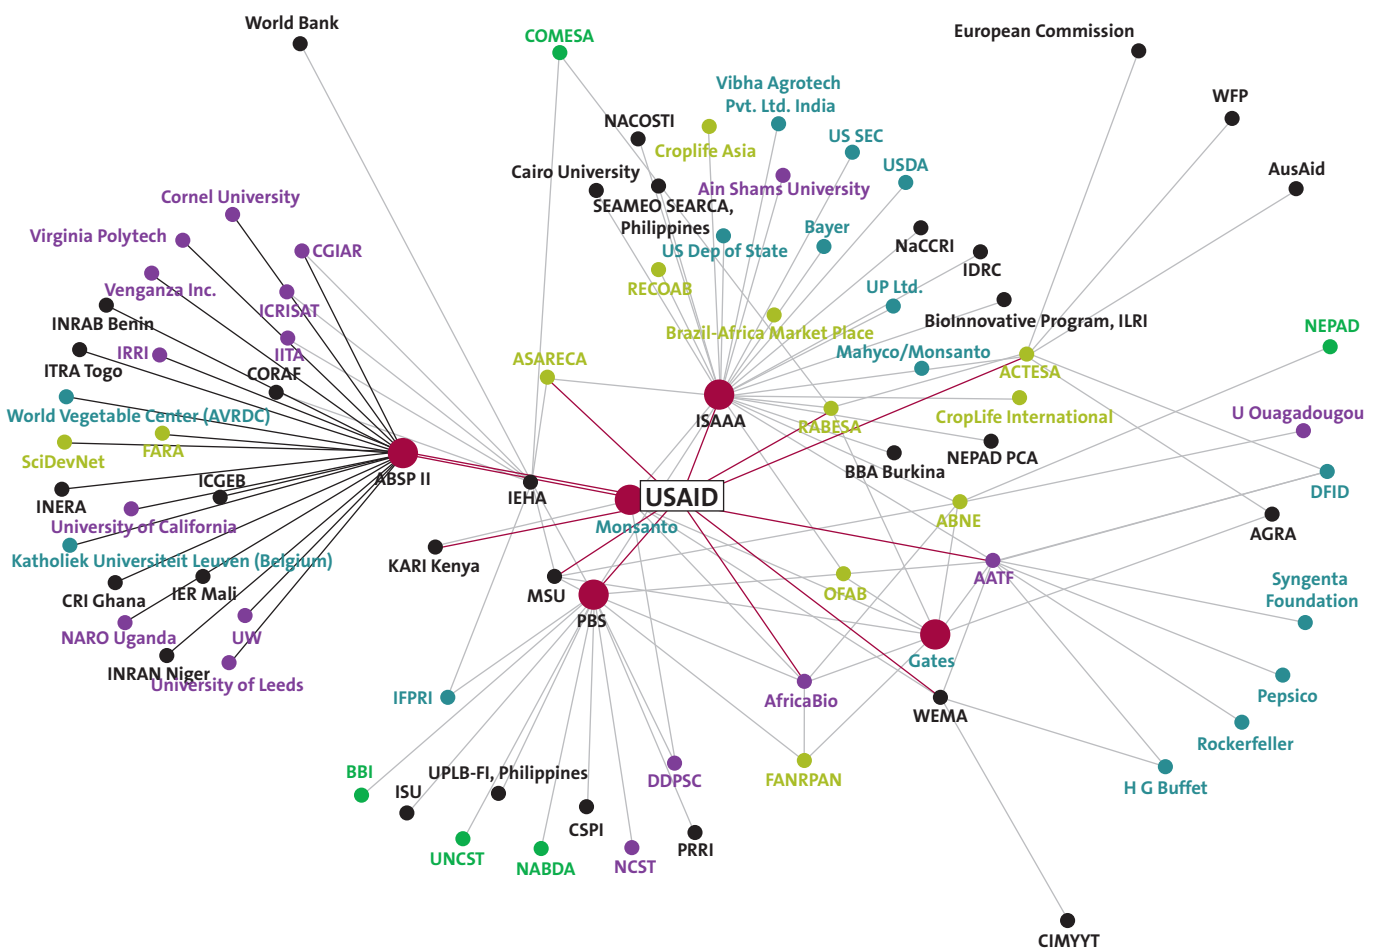 World Bank
COMESA
European Commission
Vibha Agrotech
Pvt. Ltd. India
WFP
NACOSTI
US SEC
Croplife Asia
USDA
Cairo University
AusAid
Ain Shams University
Cornel University
SEAMEO SEARCA,
Philippines
Bayer
Virginia Polytech
CGIAR
US Dep of State
NaCCRI
IDRC
Venganza Inc.
RECOAB
UP Ltd.
ICRISAT
INRAB Benin
BioInnovative Program, ILRI
NEPAD
Brazil-Africa Market Place
IRRI
IITA
Mahyco/Monsanto
ASARECA
ITRA Togo
CORAF
ACTESA
World Vegetable Center (AVRDC)
U Ouagadougou
CropLife International
ISAAA
RABESA
FARA
SciDevNet
NEPAD PCA
BBA Burkina
ABSP II
ICGEB
IEHA
USAID
DFID
INERA
University of California
Monsanto
ABNE
AGRA
Katholiek Universiteit Leuven (Belgium)
KARI Kenya
AATF
Syngenta
Foundation
IER Mali
CRI Ghana
MSU
OFAB
PBS
NARO Uganda
UW
Gates
INRAN Niger
University of Leeds
IFPRI
AfricaBio
Pepsico
WEMA
Rockerfeller
BBI
UPLB-FI, Philippines
DDPSC
FANRPAN
H G Buffet
ISU
CSPI
PRRI
UNCST
NABDA
NCST
CIMYYT